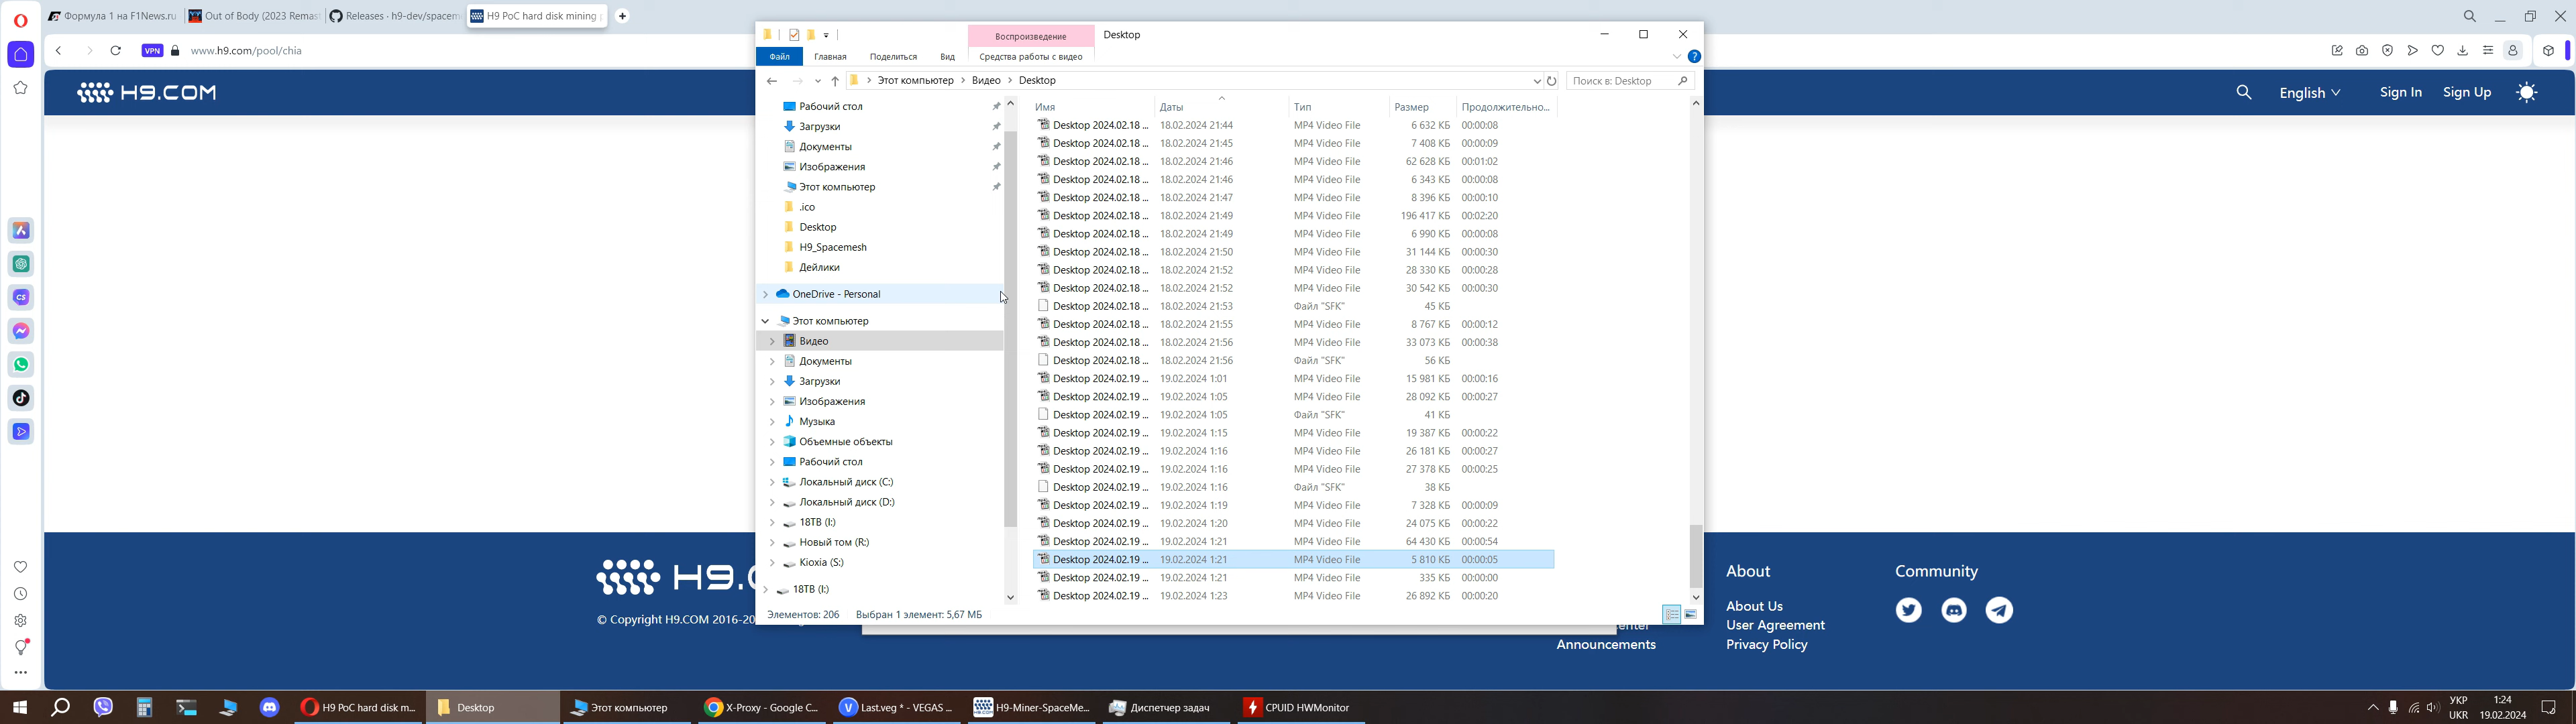 Формула 1 на F1News.ru
Out of Body (2023 Remast
Releases · h9-dev/spacem
H9 PoC hard disk mining
VPN
www.h9.com/pool/chia
H9.COM
English
Sign In
Sign Up
Воспроизведение
Desktop
Файл
Главная
Поделиться
Вид
Средства работы с видео
Этот компьютер
Видео
Desktop
Поиск в: Desktop
Рабочий стол
Загрузки
Документы
Изображения
Этот компьютер
.ico
Desktop
H9_Spacemesh
Дейлики
OneDrive - Personal
Этот компьютер
Видео
Документы
Загрузки
Изображения
Музыка
Объемные объекты
Рабочий стол
Локальный диск (C:)
Локальный диск (D:)
18TB (I:)
Новый том (R:)
Kioxia (S:)
18TB (I:)
Имя Даты Тип Размер Продолжительно...
Desktop 2024.02.18 ... 18.02.2024 21:44 MP4 Video File 6 632 КБ 00:00:08
Desktop 2024.02.18 ... 18.02.2024 21:45 MP4 Video File 7 408 КБ 00:00:09
Desktop 2024.02.18 ... 18.02.2024 21:46 MP4 Video File 62 628 КБ 00:01:02
Desktop 2024.02.18 ... 18.02.2024 21:46 MP4 Video File 6 343 КБ 00:00:08
Desktop 2024.02.18 ... 18.02.2024 21:47 MP4 Video File 8 396 КБ 00:00:10
Desktop 2024.02.18 ... 18.02.2024 21:49 MP4 Video File 196 417 КБ 00:02:20
Desktop 2024.02.18 ... 18.02.2024 21:49 MP4 Video File 6 990 КБ 00:00:08
Desktop 2024.02.18 ... 18.02.2024 21:50 MP4 Video File 31 144 КБ 00:00:30
Desktop 2024.02.18 ... 18.02.2024 21:52 MP4 Video File 28 330 КБ 00:00:28
Desktop 2024.02.18 ... 18.02.2024 21:52 MP4 Video File 30 542 КБ 00:00:30
Desktop 2024.02.18 ... 18.02.2024 21:53 Файл "SFK" 45 КБ
Desktop 2024.02.18 ... 18.02.2024 21:55 MP4 Video File 8 767 КБ 00:00:12
Desktop 2024.02.18 ... 18.02.2024 21:56 MP4 Video File 33 073 КБ 00:00:38
Desktop 2024.02.18 ... 18.02.2024 21:56 Файл "SFK" 56 КБ
Desktop 2024.02.19 ... 19.02.2024 1:01 MP4 Video File 15 981 КБ 00:00:16
Desktop 2024.02.19 ... 19.02.2024 1:05 MP4 Video File 28 092 КБ 00:00:27
Desktop 2024.02.19 ... 19.02.2024 1:05 Файл "SFK" 41 КБ
Desktop 2024.02.19 ... 19.02.2024 1:15 MP4 Video File 19 387 КБ 00:00:22
Desktop 2024.02.19 ... 19.02.2024 1:16 MP4 Video File 26 181 КБ 00:00:27
Desktop 2024.02.19 ... 19.02.2024 1:16 MP4 Video File 27 378 КБ 00:00:25
Desktop 2024.02.19 ... 19.02.2024 1:16 Файл "SFK" 38 КБ
Desktop 2024.02.19 ... 19.02.2024 1:19 MP4 Video File 7 328 КБ 00:00:09
Desktop 2024.02.19 ... 19.02.2024 1:20 MP4 Video File 24 075 КБ 00:00:22
Desktop 2024.02.19 ... 19.02.2024 1:21 MP4 Video File 64 430 КБ 00:00:54
Desktop 2024.02.19 ... 19.02.2024 1:21 MP4 Video File 5 810 КБ 00:00:05
Desktop 2024.02.19 ... 19.02.2024 1:21 MP4 Video File 335 КБ 00:00:00
Desktop 2024.02.19 ... 19.02.2024 1:23 MP4 Video File 26 892 КБ 00:00:20
Элементов: 206 Выбран 1 элемент: 5,67 МБ
H9.
© Copyright H9.COM 2016-20
Announcements
About
About Us
User Agreement
Privacy Policy
Community
H9 PoC hard disk m...
Desktop
Этот компьютер
X-Proxy - Google C...
Last.veg * - VEGAS ...
H9-Miner-SpaceMe...
Диспетчер задач
CPUID HWMonitor
УКР
UKR
1:24
19.02.2024